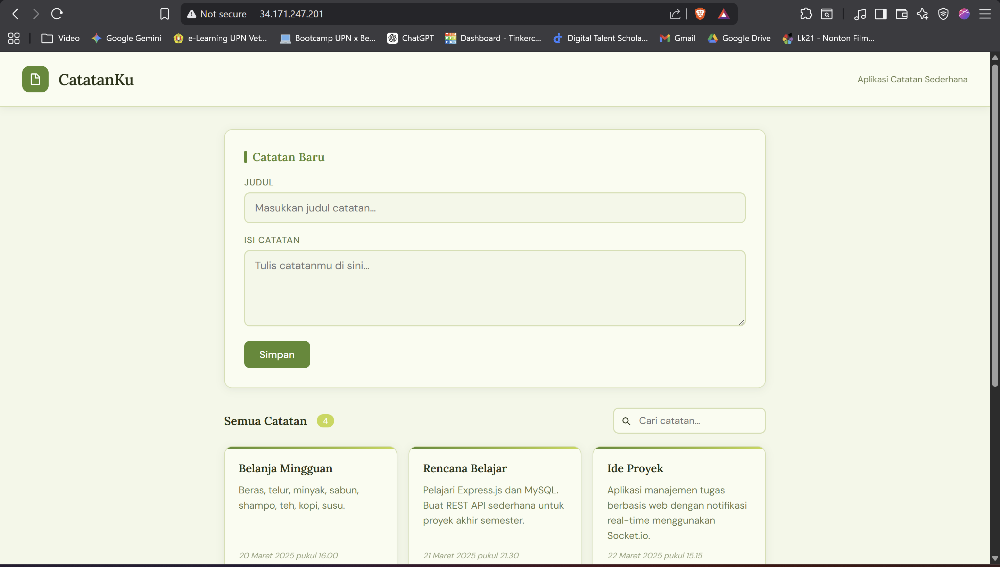 Not secure 34.171.247.201
Video Google Gemini e-Learning UPN Vet... Bootcamp UPN x Be... ChatGPT Dashboard - Tinkerc... Digital Talent Schola... Gmail Google Drive Lk21 - Nonton Film...
CatatanKu
Aplikasi Catatan Sederhana
Catatan Baru
JUDUL
Masukkan judul catatan...
ISI CATATAN
Tulis catatanmu di sini...
Simpan
Semua Catatan 4
Cari catatan...
Belanja Mingguan
Beras, telur, minyak, sabun,
shampo, teh, kopi, susu.
20 Maret 2025 pukul 16.00
Rencana Belajar
Pelajari Express.js dan MySQL.
Buat REST API sederhana untuk
proyek akhir semester.
21 Maret 2025 pukul 21.30
Ide Proyek
Aplikasi manajemen tugas
berbasis web dengan notifikasi
real-time menggunakan
Socket.io.
22 Maret 2025 pukul 15.15